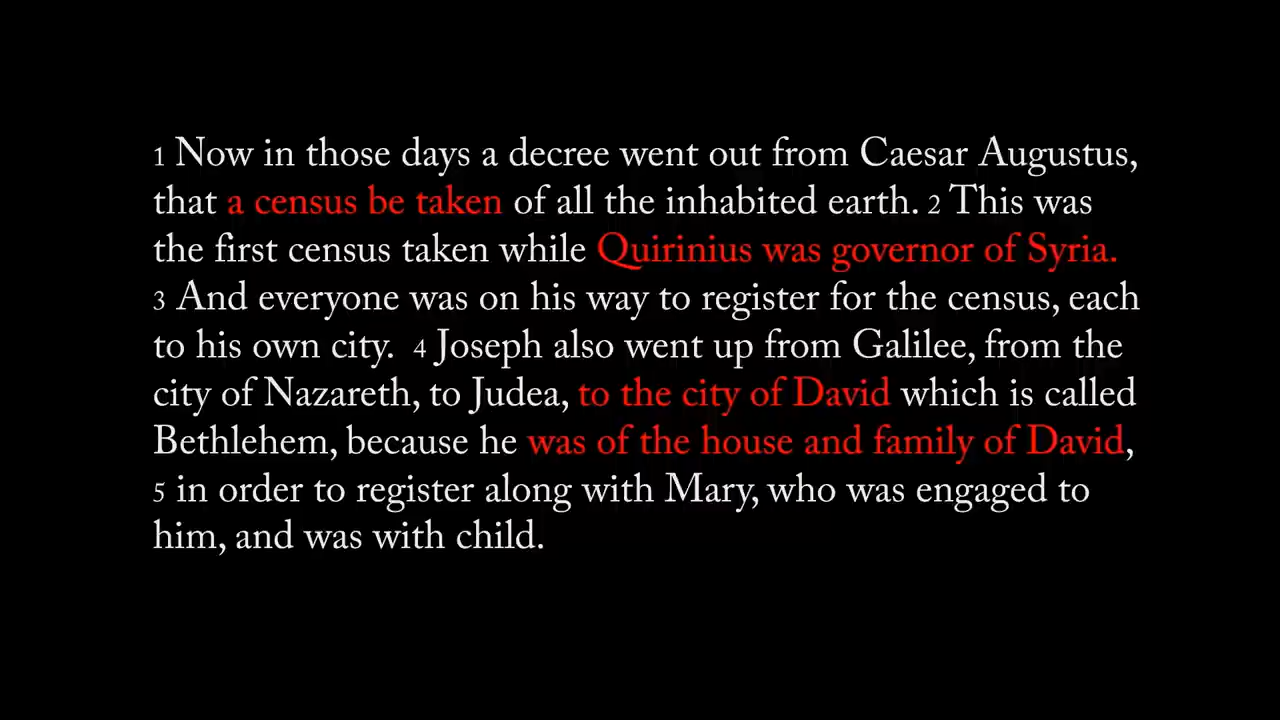 1 Now in those days a decree went out from Caesar Augustus,
that a census be taken of all the inhabited earth. 2 This was
the first census taken while Quirinius was governor of Syria.
3 And everyone was on his way to register for the census, each
to his own city. 4 Joseph also went up from Galilee, from the
city of Nazareth, to Judea, to the city of David which is called
Bethlehem, because he was of the house and family of David,
5 in order to register along with Mary, who was engaged to
him, and was with child.